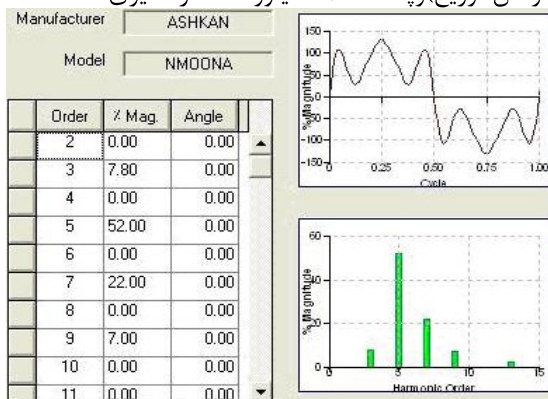 Manufacturer ASHKAN
Model NMOONA
Order % Mag. Angle
2 0.00 0.00
3 7.80 0.00
4 0.00 0.00
5 52.00 0.00
6 0.00 0.00
7 22.00 0.00
8 0.00 0.00
9 7.00 0.00
10 0.00 0.00
11 0.00 0.00
% Magnitude
150
100
50
0
-50
-100
-150
0 0.25 0.50 0.75 1.00
Cycle
% Magnitude
60
40
20
0
0 5 10 15
Harmonic Order